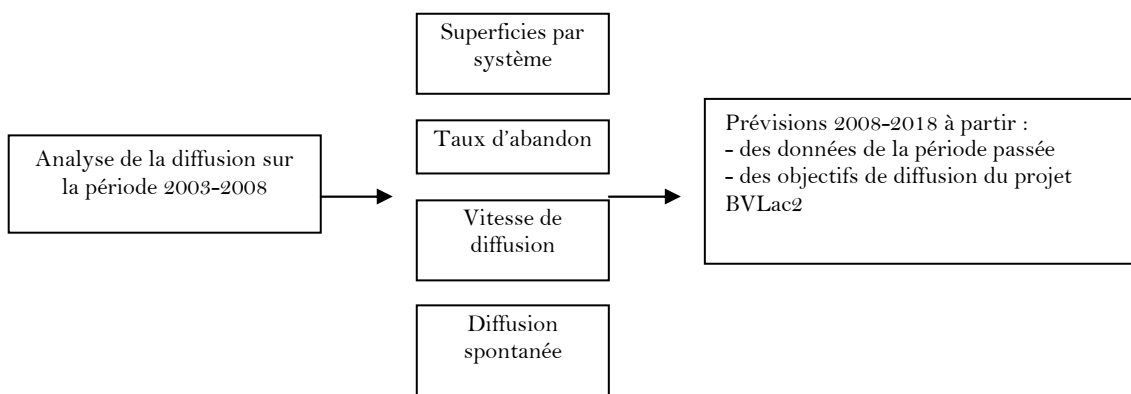 Analyse de la diffusion sur
la période 2003-2008
Superficies par
système
Taux d'abandon
Vitesse de
diffusion
Diffusion
spontanée
Prévisions 2008-2018 à partir :
- des données de la période passée
- des objectifs de diffusion du projet
BVLac2